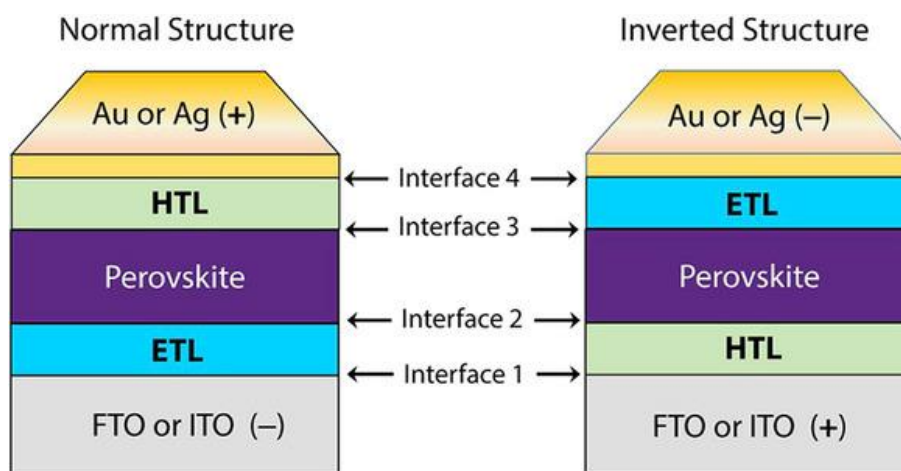 Normal Structure
Inverted Structure
Au or Ag (+)
Au or Ag (−)
Interface 4
HTL
ETL
Interface 3
Perovskite
Perovskite
Interface 2
ETL
HTL
Interface 1
FTO or ITO (−)
FTO or ITO (+)